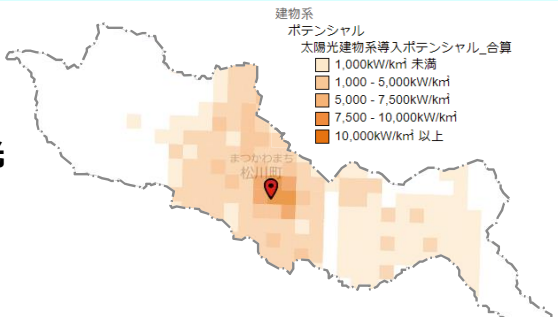 建物系
ポテンシャル
太陽光建物系導入ポテンシャル_合算
1,000kW/k㎡ 未満
1,000 - 5,000kW/k㎡
5,000 - 7,500kW/k㎡
7,500 - 10,000kW/k㎡
10,000kW/k㎡ 以上
まつかわまち
松川町